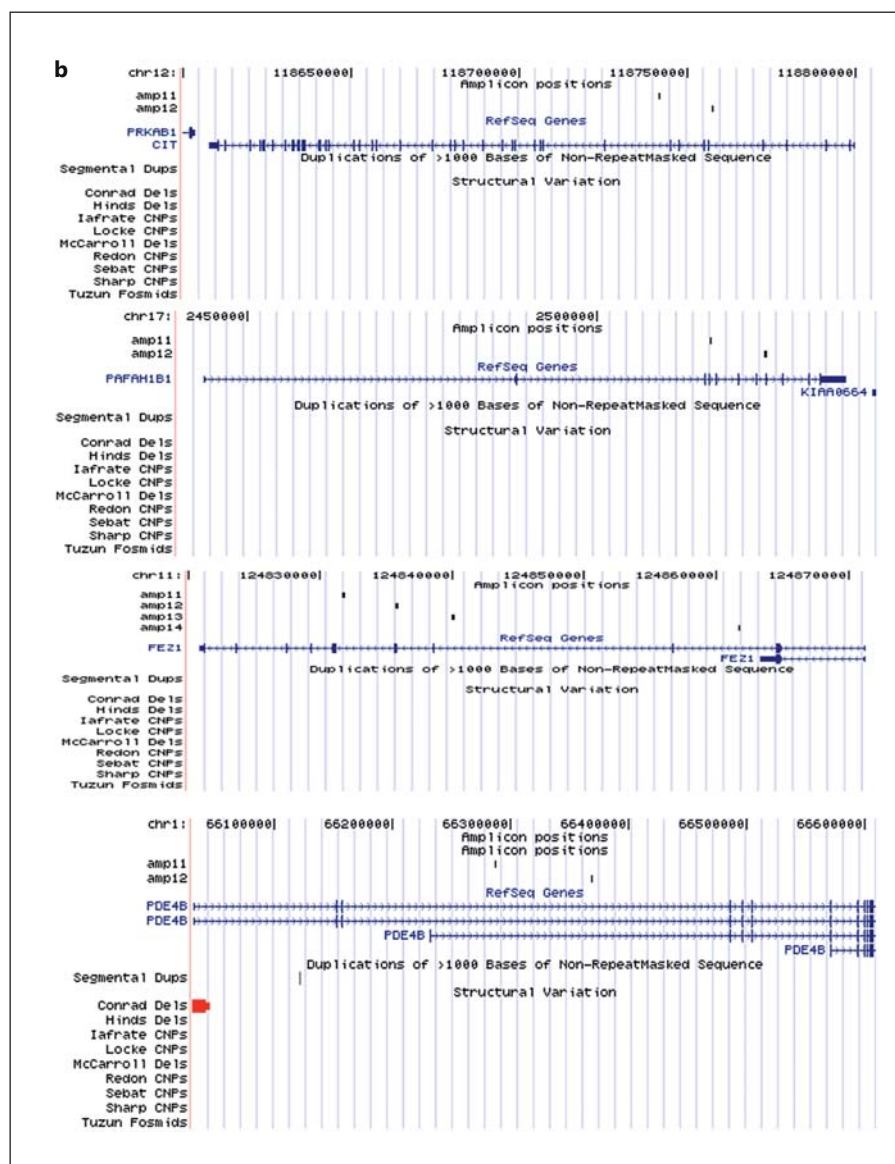 b
chr12: 118650000 118700000 118750000 118800000
Amplicon positions
amp11
amp12
RefSeq Genes
PRKAB1
CIT
Duplications of >1000 Bases of Non-RepeatMasked Sequence
Segmental Dups
Structural Variation
Conrad Dels
Hinds Dels
Iafrate CNPs
Locke CNPs
McCarroll Dels
Redon CNPs
Sebat CNPs
Sharp CNPs
Tuzun Fosmids
chr17: 2450000 2500000
Amplicon positions
amp11
amp12
RefSeq Genes
PAFAH1B1
KIAA0664
Duplications of >1000 Bases of Non-RepeatMasked Sequence
Segmental Dups
Structural Variation
Conrad Dels
Hinds Dels
Iafrate CNPs
Locke CNPs
McCarroll Dels
Redon CNPs
Sebat CNPs
Sharp CNPs
Tuzun Fosmids
chr11: 124830000 124840000 124850000 124860000 124870000
Amplicon positions
amp11
amp12
amp13
amp14
RefSeq Genes
FEZ1
FEZ1
Duplications of >1000 Bases of Non-RepeatMasked Sequence
Segmental Dups
Structural Variation
Conrad Dels
Hinds Dels
Iafrate CNPs
Locke CNPs
McCarroll Dels
Redon CNPs
Sebat CNPs
Sharp CNPs
Tuzun Fosmids
chr1: 66100000 66200000 66300000 66400000 66500000 66600000
Amplicon positions
Amplicon positions
amp11
amp12
RefSeq Genes
PDE4B
PDE4B
PDE4B
PDE4B
Duplications of >1000 Bases of Non-RepeatMasked Sequence
Segmental Dups
Structural Variation
Conrad Dels
Hinds Dels
Iafrate CNPs
Locke CNPs
McCarroll Dels
Redon CNPs
Sebat CNPs
Sharp CNPs
Tuzun Fosmids